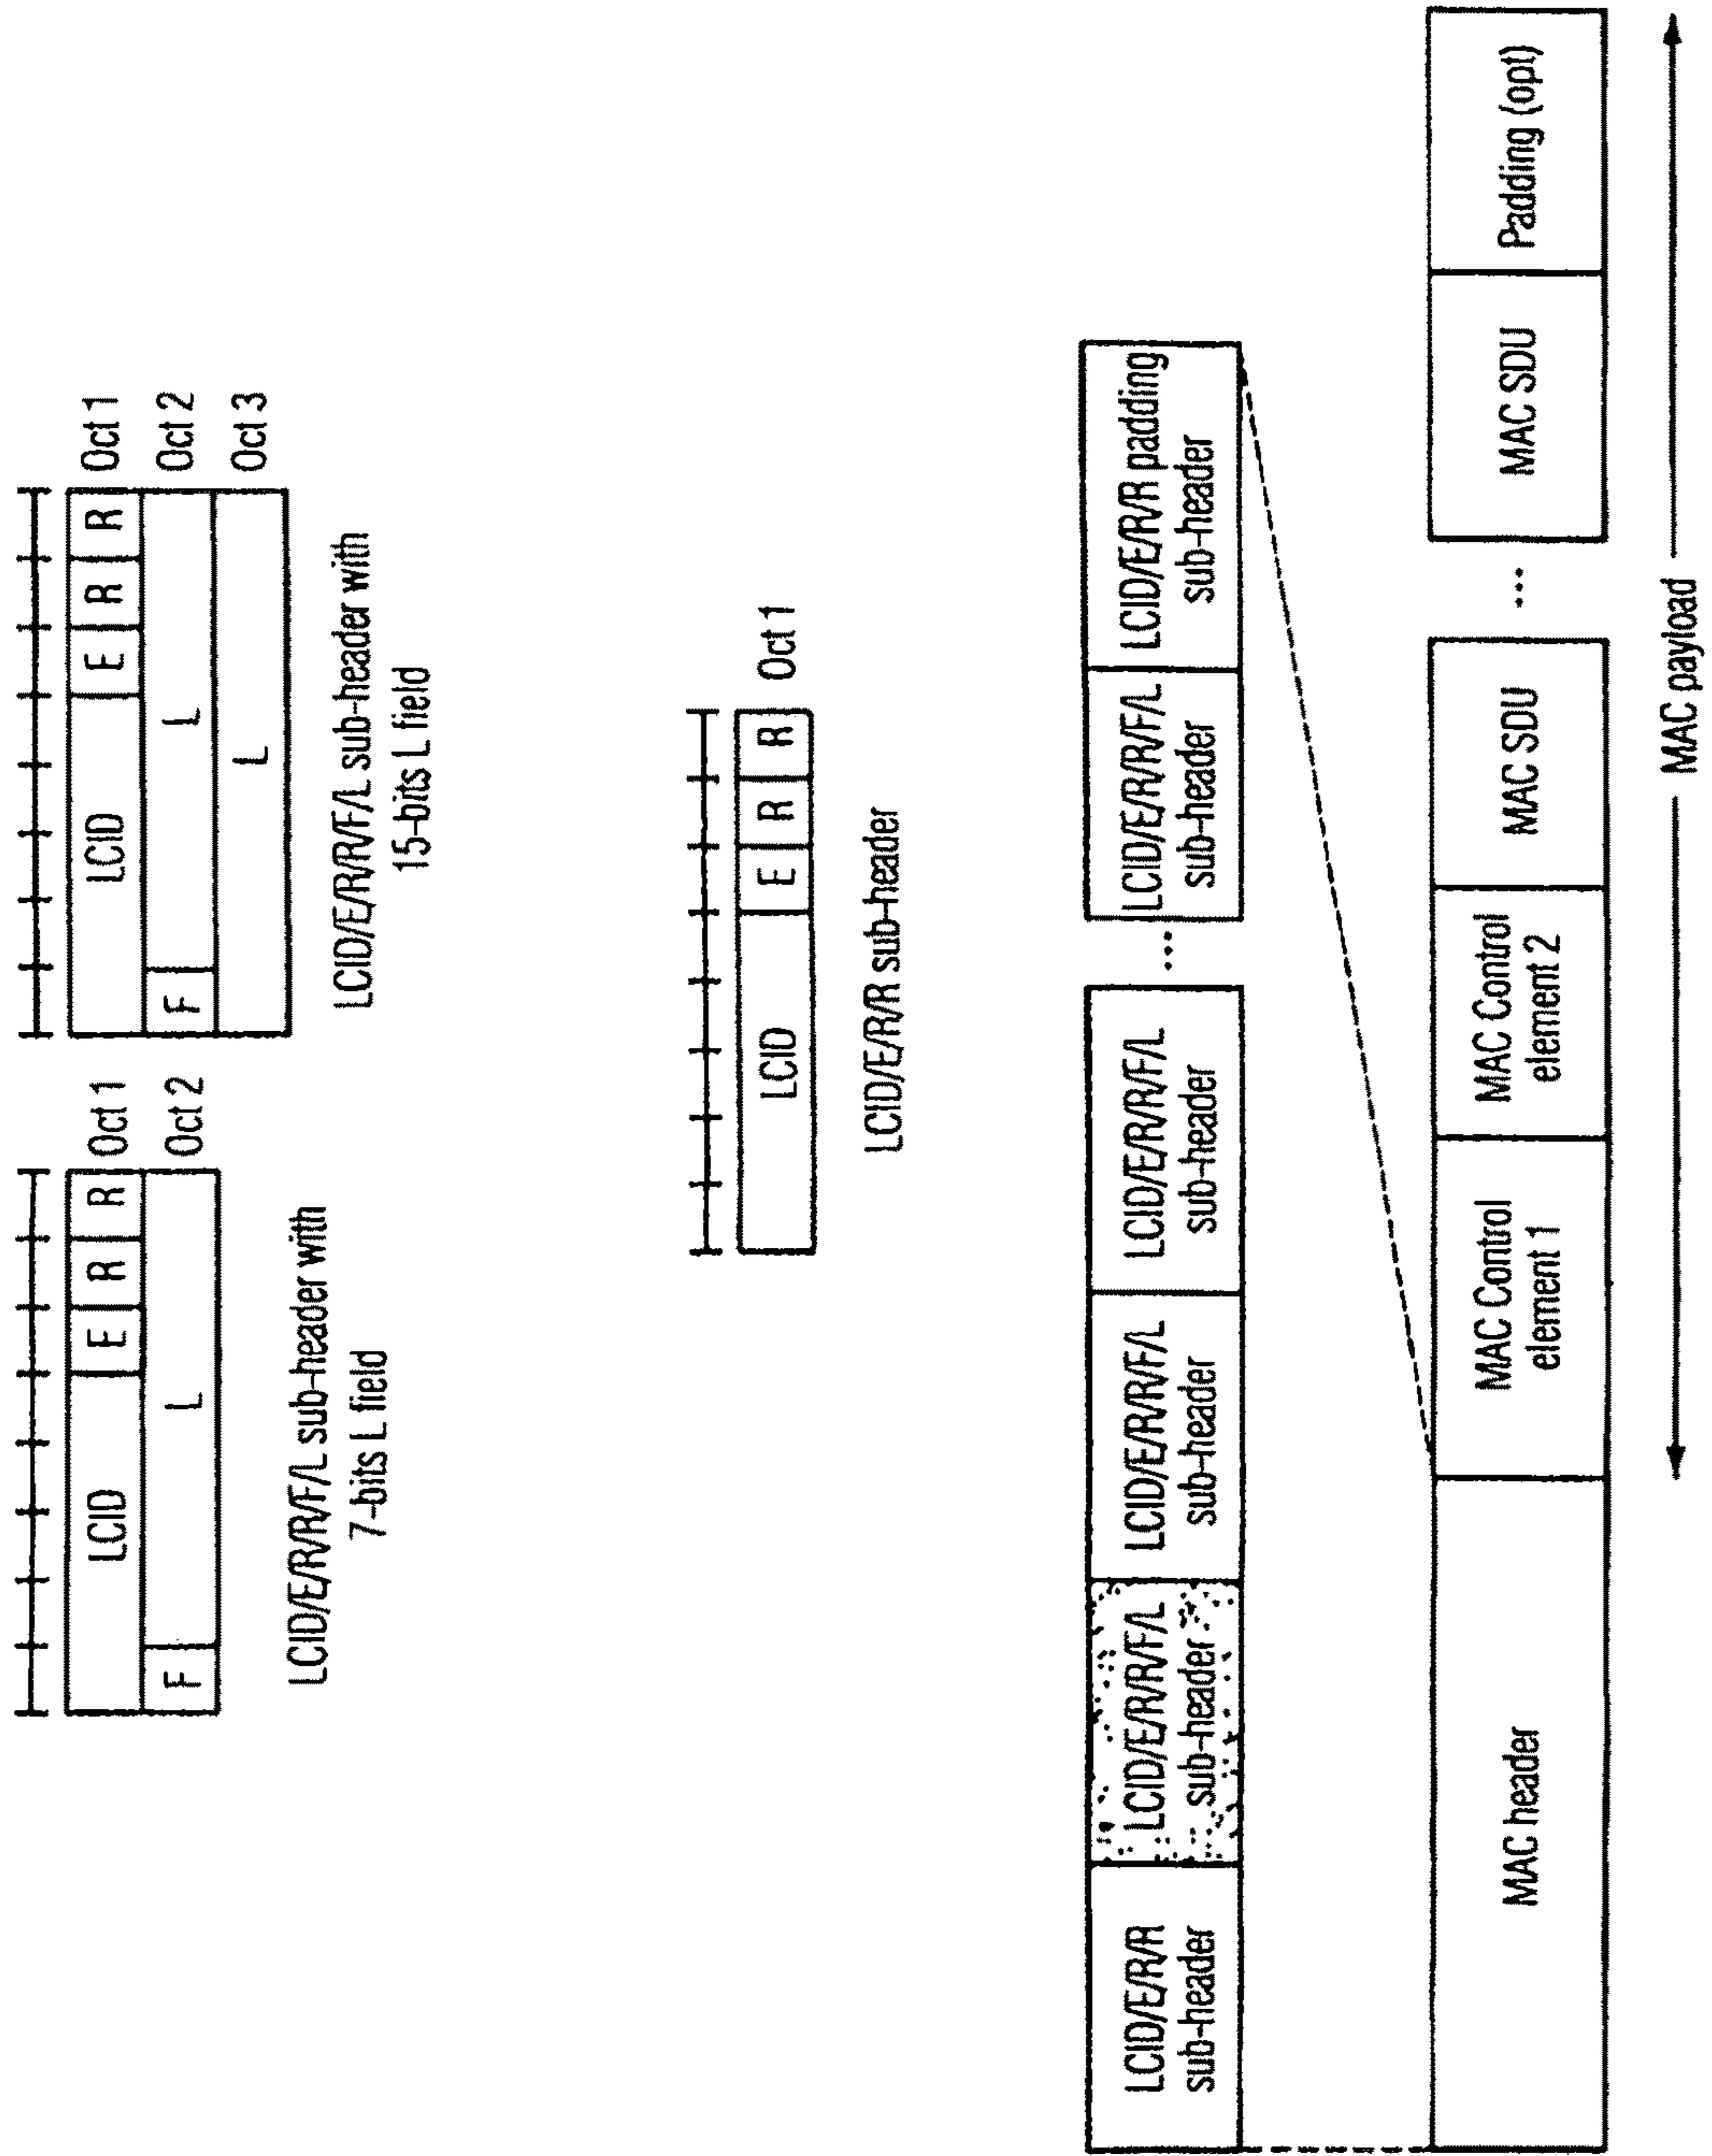 LCID E R R Oct 1
F L Oct 2
LCID/E/R/R/F/L sub-header with
7-bits L field
LCID E R R Oct 1
F L Oct 2
L Oct 3
LCID/E/R/R/F/L sub-header with
15-bits L field
LCID E R R Oct 1
LCID/E/R/R sub-header
LCID/E/R/R
sub-header
LCID/E/R/R/F/L
sub-header
LCID/E/R/R/F/L
sub-header
LCID/E/R/R/F/L
sub-header
...
LCID/E/R/R/F/L
sub-header
LCID/E/R/R padding
sub-header
MAC header
MAC Control
element 1
MAC Control
element 2
MAC SDU
...
MAC SDU
Padding (opt)
MAC payload